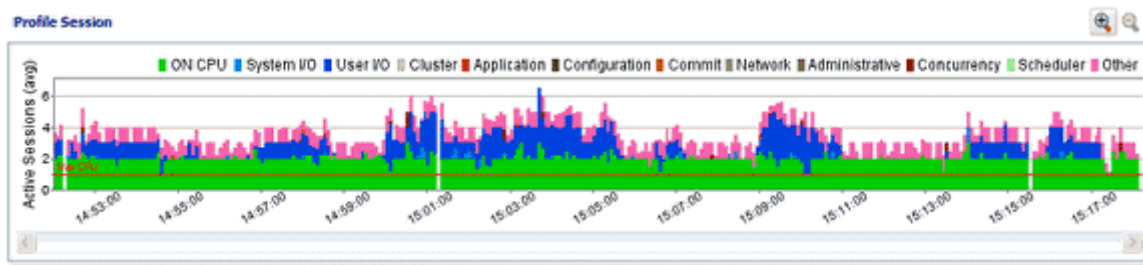 Profile Session
ON CPU System I/O User I/O Cluster Application Configuration Commit Network Administrative Concurrency Scheduler Other
Active Sessions (avg)
6
4
2
0
Max CPU
14:53:00 14:55:00 14:57:00 14:59:00 15:01:00 15:03:00 15:05:00 15:07:00 15:09:00 15:11:00 15:13:00 15:15:00 15:17:00